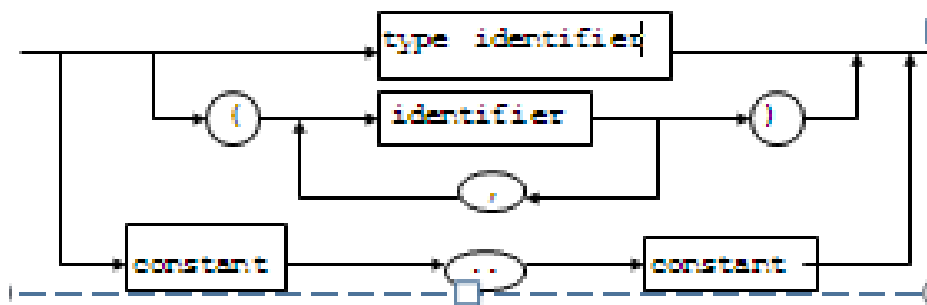 type identifier
( identifier )
,
constant .. constant